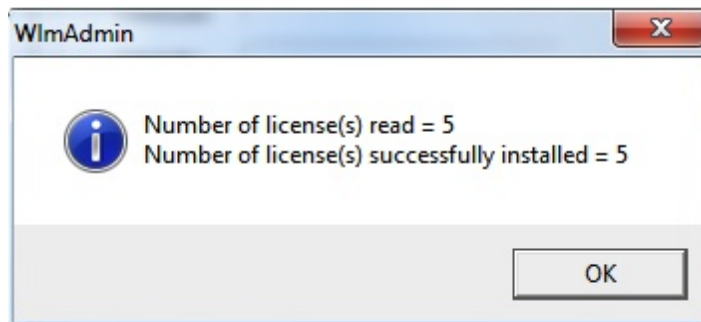 WlmAdmin
Number of license(s) read = 5
Number of license(s) successfully installed = 5
OK